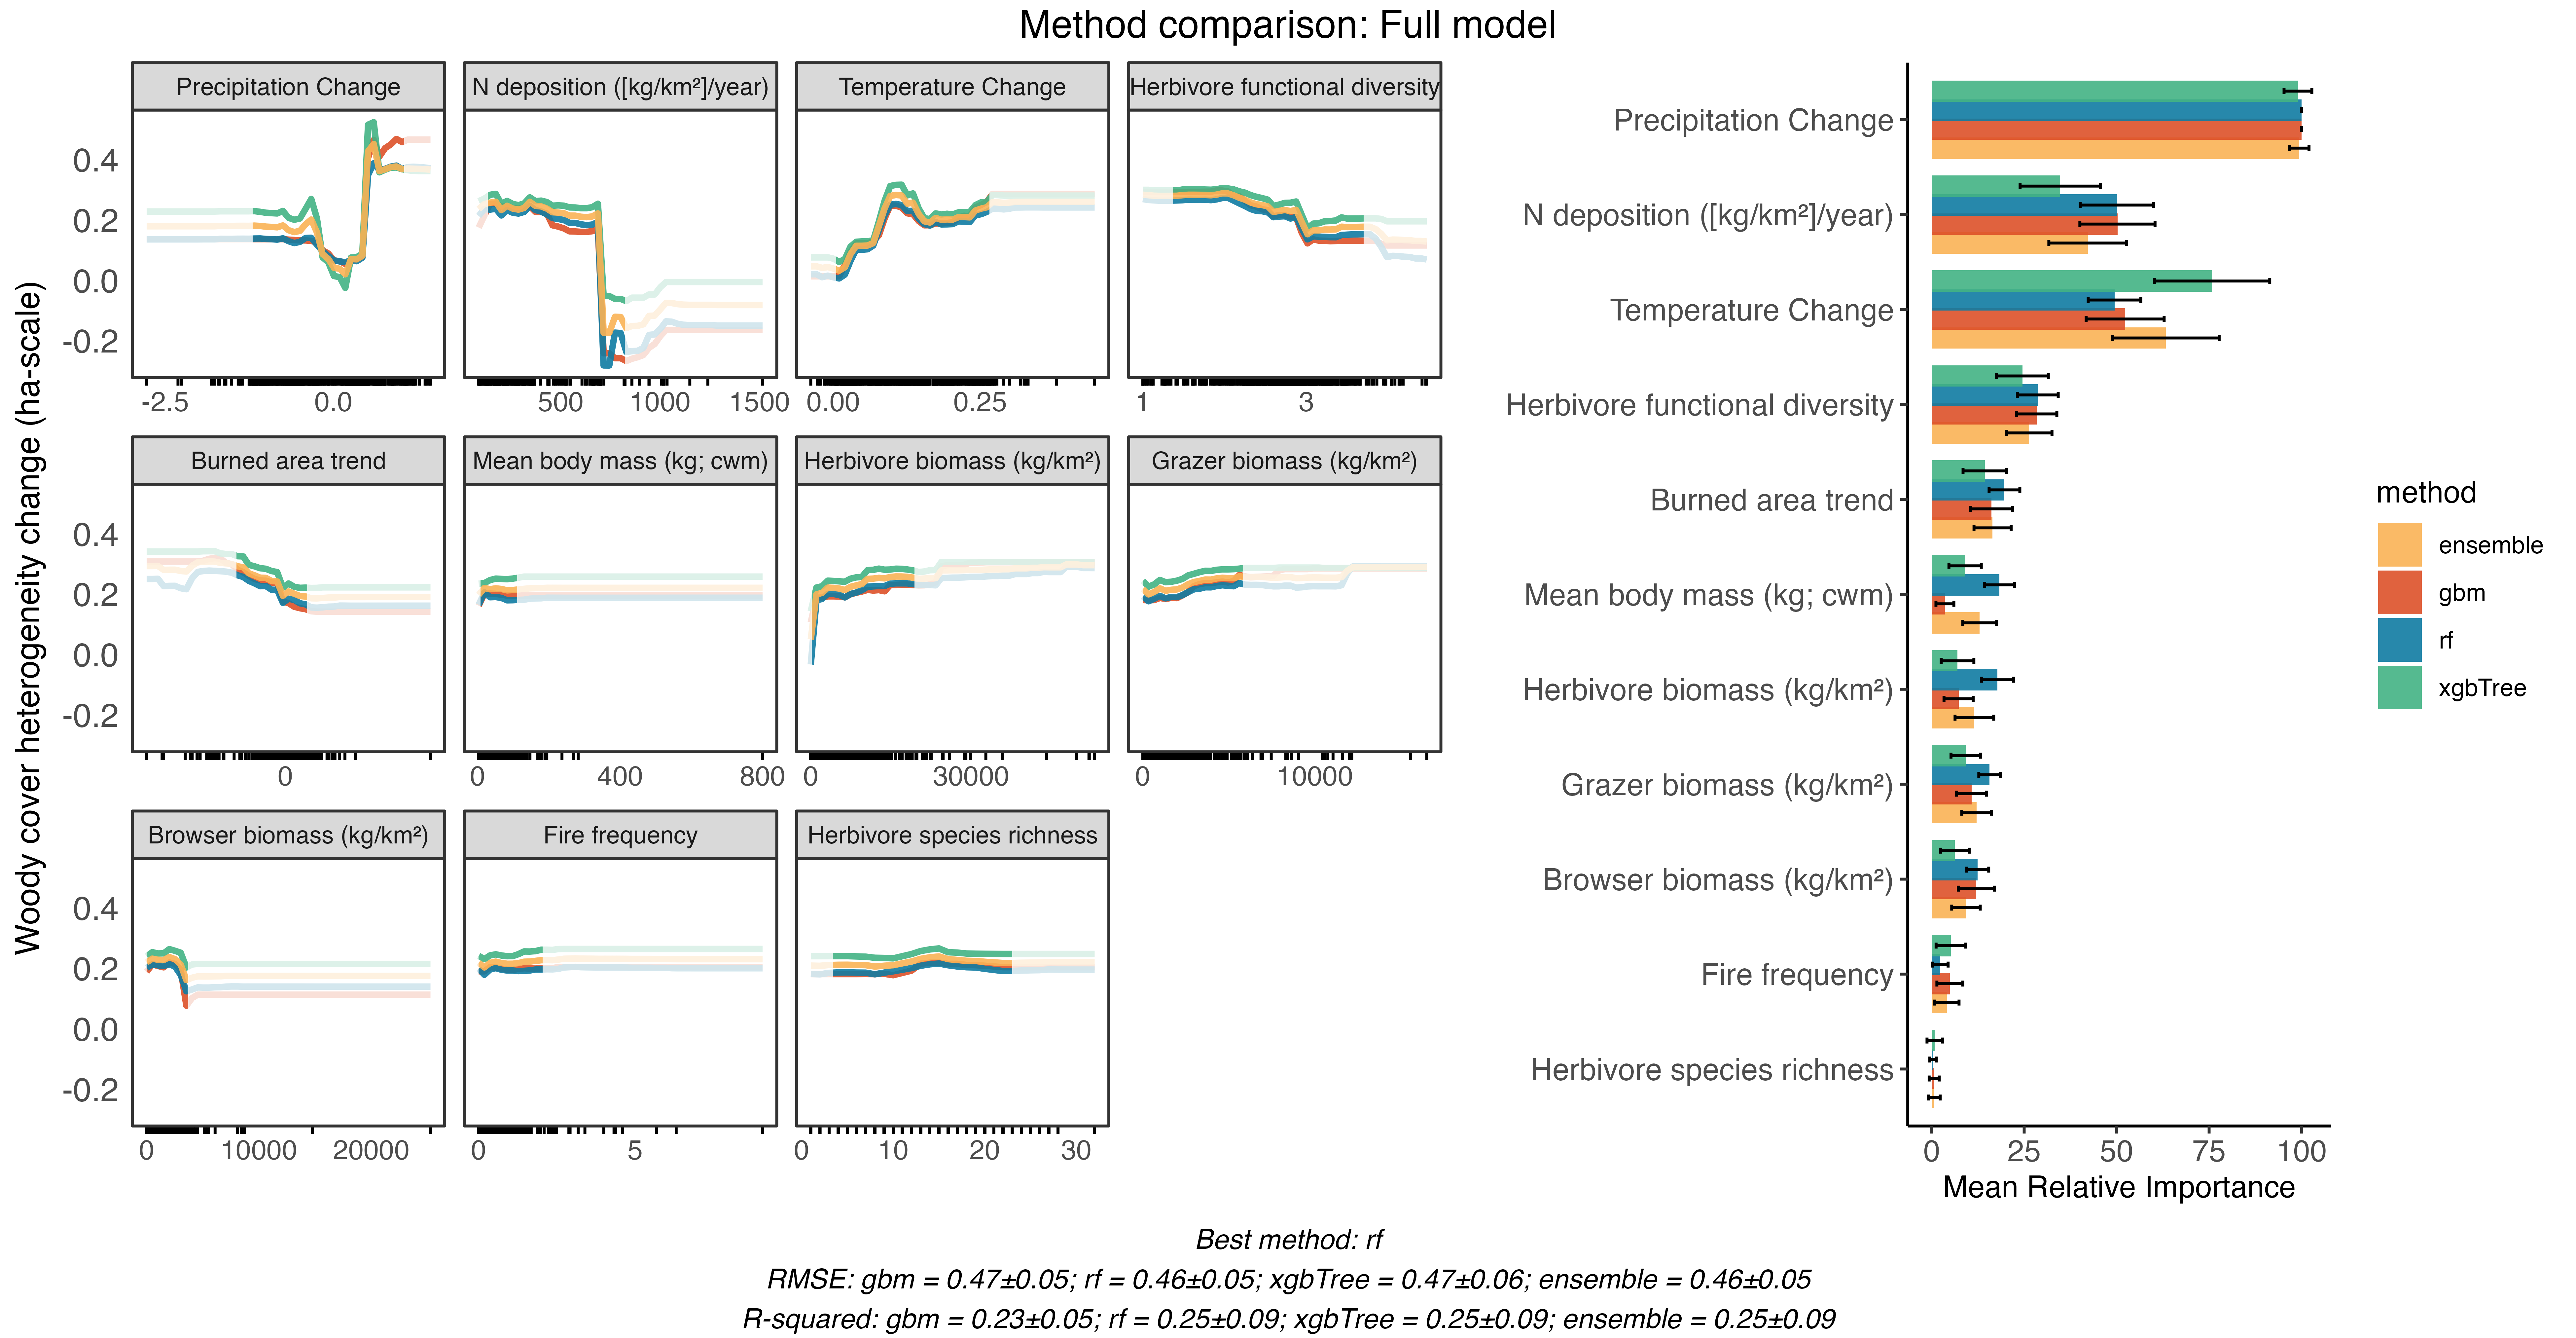 Method comparison: Full model
Woody cover heterogeneity change (ha-scale)
Precipitation Change
N deposition ([kg/km²]/year)
Temperature Change
Herbivore functional diversity
0.4
0.2
0.0
-0.2
-2.5 0.0
500 1000 1500
0.00 0.25
1 3
Burned area trend
Mean body mass (kg; cwm)
Herbivore biomass (kg/km²)
Grazer biomass (kg/km²)
0.4
0.2
0.0
-0.2
0
0 400 800
0 30000
0 10000
Browser biomass (kg/km²)
Fire frequency
Herbivore species richness
0.4
0.2
0.0
-0.2
0 10000 20000
0 5
0 10 20 30
Precipitation Change
N deposition ([kg/km²]/year)
Temperature Change
Herbivore functional diversity
Burned area trend
Mean body mass (kg; cwm)
Herbivore biomass (kg/km²)
Grazer biomass (kg/km²)
Browser biomass (kg/km²)
Fire frequency
Herbivore species richness
0 25 50 75 100
Mean Relative Importance
method
ensemble
gbm
rf
xgbTree
Best method: rf
RMSE: gbm = 0.47±0.05; rf = 0.46±0.05; xgbTree = 0.47±0.06; ensemble = 0.46±0.05
R-squared: gbm = 0.23±0.05; rf = 0.25±0.09; xgbTree = 0.25±0.09; ensemble = 0.25±0.09